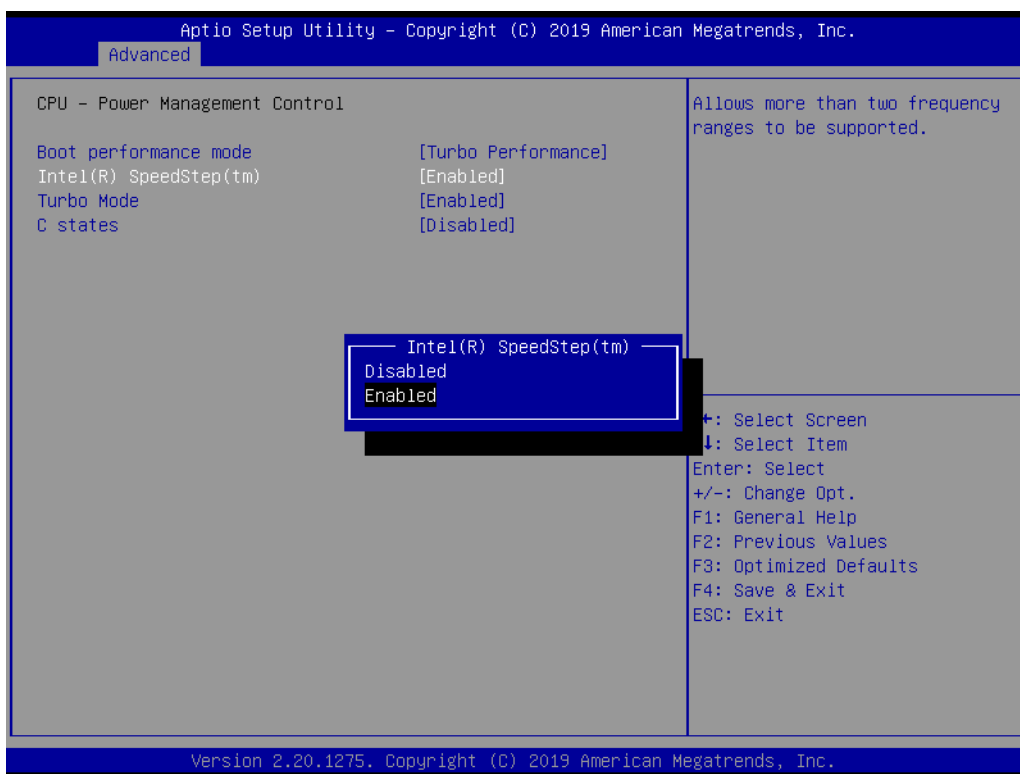 Aptio Setup Utility – Copyright (C) 2019 American Megatrends, Inc.
Advanced
CPU – Power Management Control
Boot performance mode [Turbo Performance]
Intel(R) SpeedStep(tm) [Enabled]
Turbo Mode [Enabled]
C states [Disabled]
Intel(R) SpeedStep(tm)
Disabled
Enabled
Allows more than two frequency
ranges to be supported.
←: Select Screen
↓: Select Item
Enter: Select
+/-: Change Opt.
F1: General Help
F2: Previous Values
F3: Optimized Defaults
F4: Save & Exit
ESC: Exit
Version 2.20.1275. Copyright (C) 2019 American Megatrends, Inc.